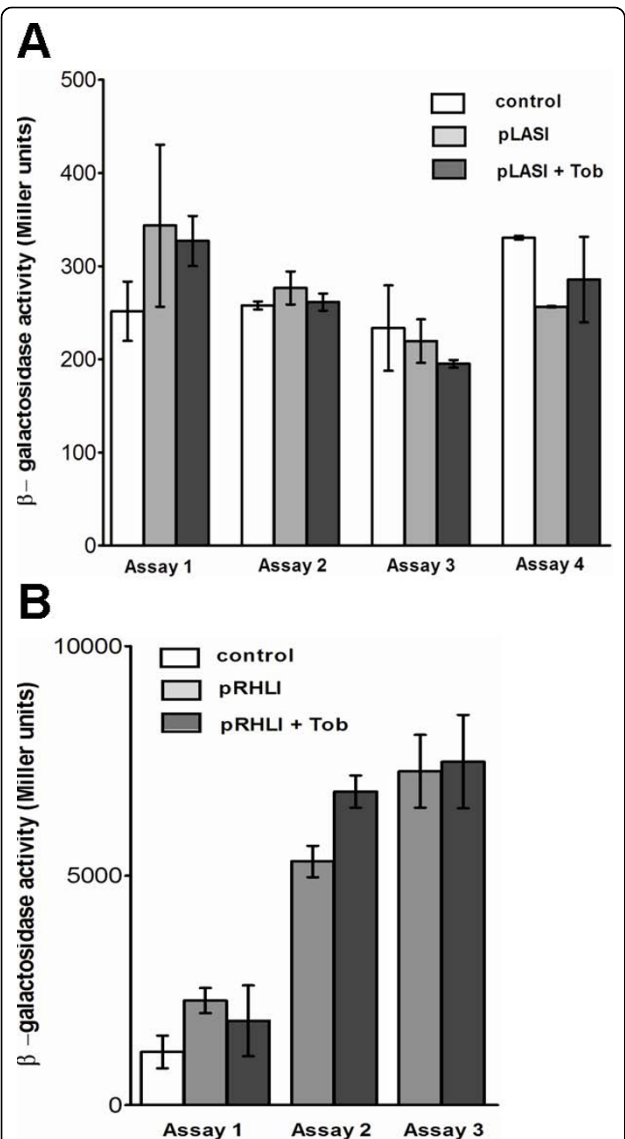 A
β– galactosidase activity (Miller units)
500
400
300
200
100
0
control
pLASI
pLASI + Tob
Assay 1
Assay 2
Assay 3
Assay 4
B
β –galactosidase activity (Miller units)
10000
5000
0
control
pRHLI
pRHLI + Tob
Assay 1
Assay 2
Assay 3